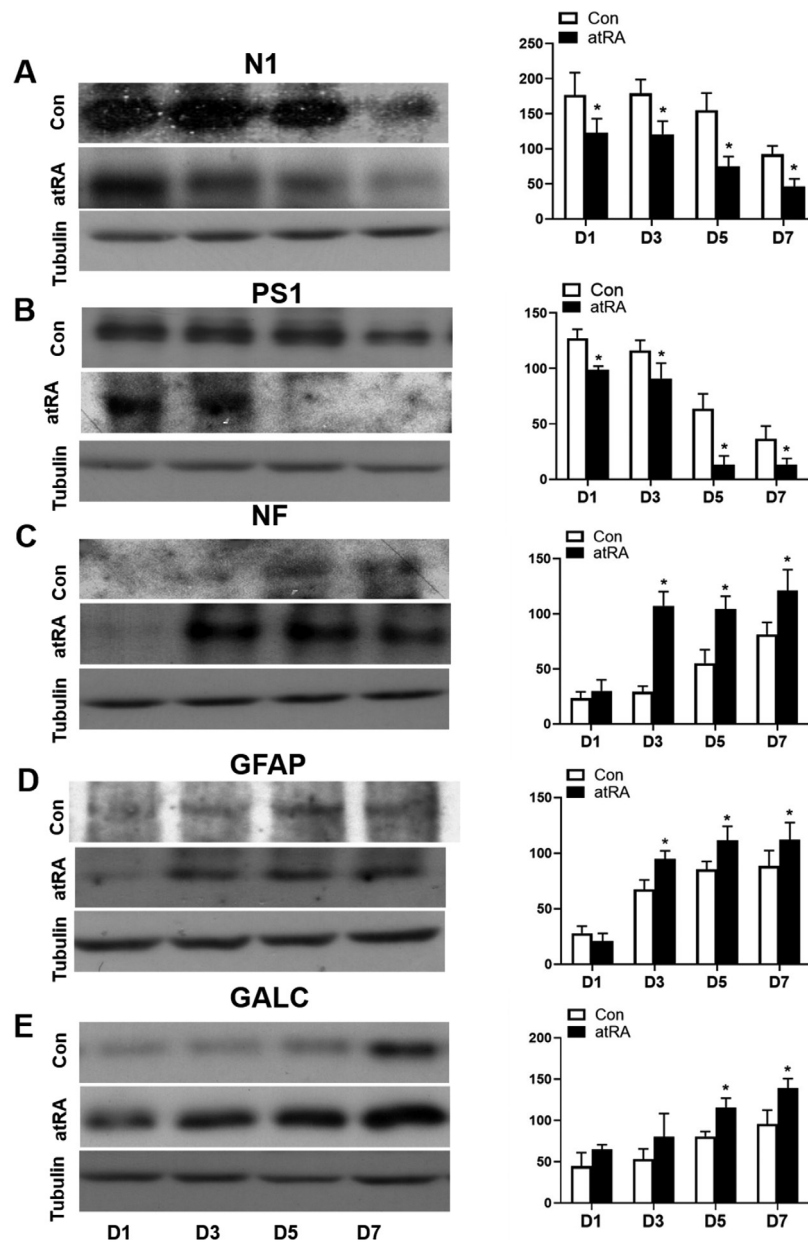 A
N1
Con
atRA
Tubulin
Con
atRA
250
200
150
100
50
0
*
*
*
*
D1 D3 D5 D7
B
PS1
Con
atRA
Tubulin
Con
atRA
150
100
50
0
*
*
*
*
D1 D3 D5 D7
C
NF
Con
atRA
Tubulin
Con
atRA
150
100
50
0
*
*
*
D1 D3 D5 D7
D
GFAP
Con
atRA
Tubulin
Con
atRA
150
100
50
0
*
*
*
D1 D3 D5 D7
E
GALC
Con
atRA
Tubulin
D1 D3 D5 D7
Con
atRA
200
150
100
50
0
*
*
D1 D3 D5 D7